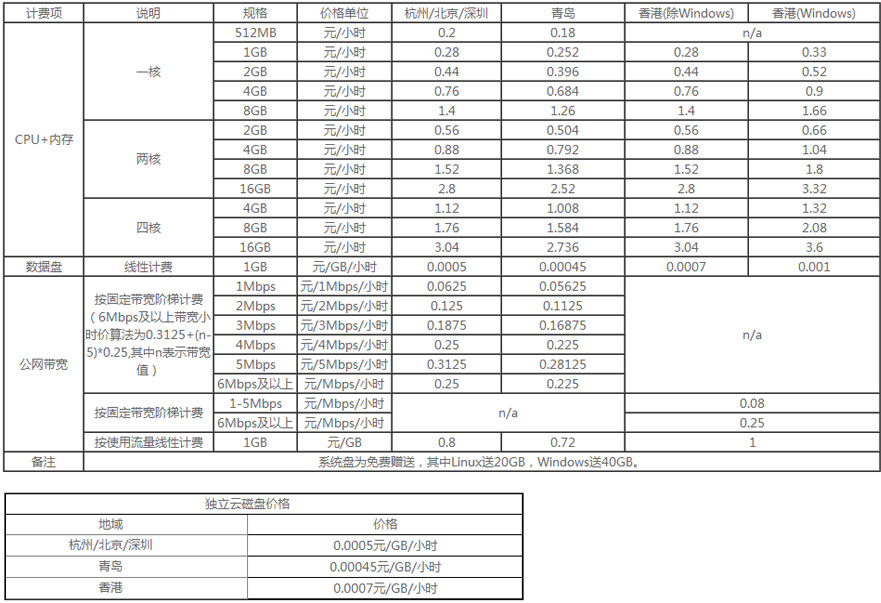 计费项 说明 规格 价格单位 杭州/北京/深圳 青岛 香港(除Windows) 香港(Windows)
CPU+内存 一核 512MB 元/小时 0.2 0.18 n/a
1GB 元/小时 0.28 0.252 0.28 0.33
2GB 元/小时 0.44 0.396 0.44 0.52
4GB 元/小时 0.76 0.684 0.76 0.9
8GB 元/小时 1.4 1.26 1.4 1.66
两核 2GB 元/小时 0.56 0.504 0.56 0.66
4GB 元/小时 0.88 0.792 0.88 1.04
8GB 元/小时 1.52 1.368 1.52 1.8
16GB 元/小时 2.8 2.52 2.8 3.32
四核 4GB 元/小时 1.12 1.008 1.12 1.32
8GB 元/小时 1.76 1.584 1.76 2.08
16GB 元/小时 3.04 2.736 3.04 3.6
数据盘 线性计费 1GB 元/GB/小时 0.0005 0.00045 0.0007 0.001
公网带宽
按固定带宽阶梯计费
（6Mbps及以上带宽小
时价算法为0.3125+(n-
5)*0.25,其中n表示带宽
值）
1Mbps 元/1Mbps/小时 0.0625 0.05625 n/a
2Mbps 元/2Mbps/小时 0.125 0.1125
3Mbps 元/3Mbps/小时 0.1875 0.16875
4Mbps 元/4Mbps/小时 0.25 0.225
5Mbps 元/5Mbps/小时 0.3125 0.28125
6Mbps及以上 元/Mbps/小时 0.25 0.225
按固定带宽阶梯计费 1-5Mbps 元/Mbps/小时 n/a 0.08
6Mbps及以上 元/Mbps/小时 0.25
按使用流量线性计费 1GB 元/GB 0.8 0.72 1
备注 系统盘为免费赠送，其中Linux送20GB，Windows送40GB。
独立云磁盘价格
地域 价格
杭州/北京/深圳 0.0005元/GB/小时
青岛 0.00045元/GB/小时
香港 0.0007元/GB/小时